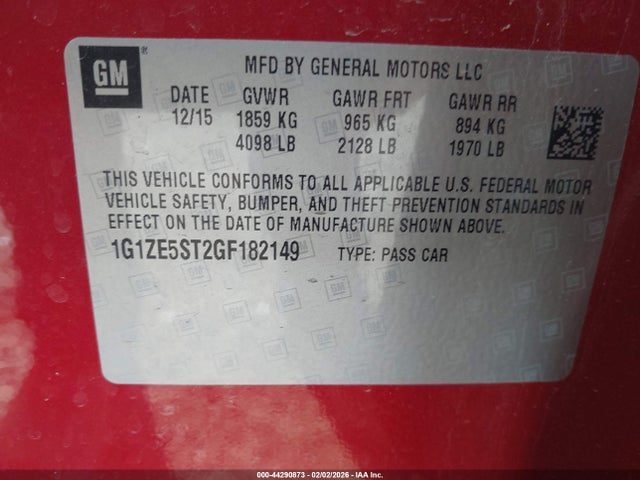 GM
MFD BY GENERAL MOTORS LLC
DATE GVWR GAWR FRT GAWR RR
12/15 1859 KG 965 KG 894 KG
4098 LB 2128 LB 1970 LB
THIS VEHICLE CONFORMS TO ALL APPLICABLE U.S. FEDERAL MOTOR
VEHICLE SAFETY, BUMPER, AND THEFT PREVENTION STANDARDS IN
EFFECT ON THE DATE OF MANUFACTURE SHOWN ABOVE.
1G1ZE5ST2GF182149 TYPE: PASS CAR
000-44290873 - 02/02/2026 - IAA Inc.